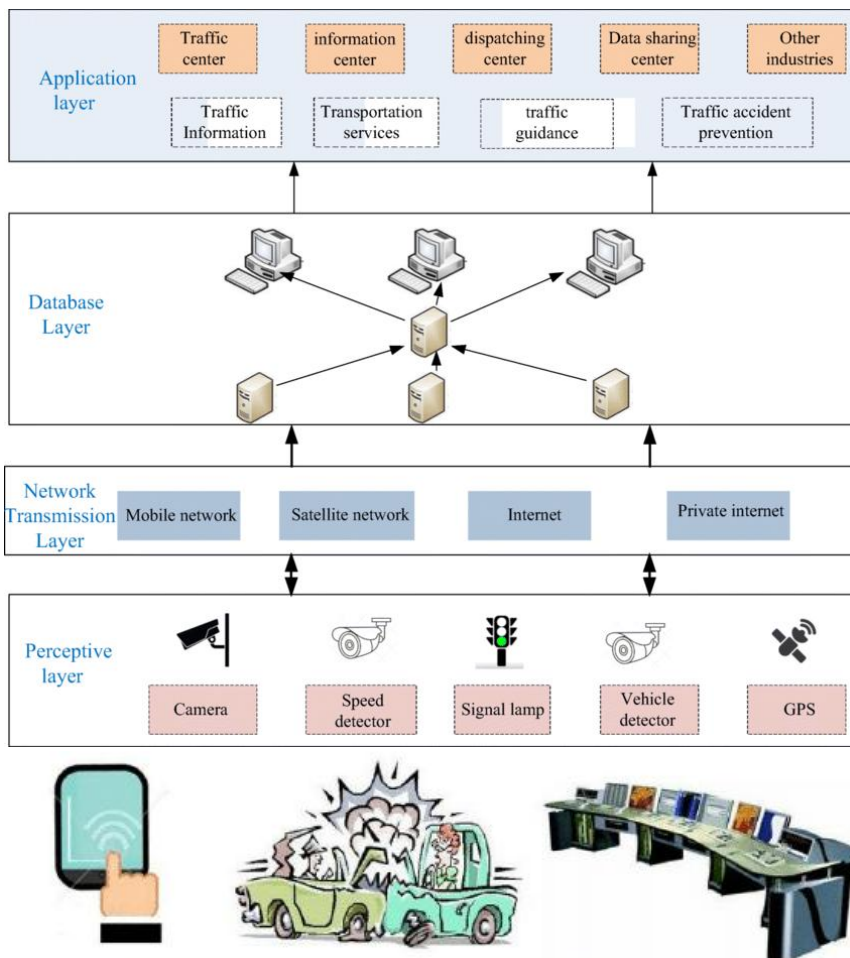 Traffic
center
information
center
dispatching
center
Data sharing
center
Other
industries
Application
layer
Traffic
Information
Transportation
services
traffic
guidance
Traffic accident
prevention
Database
Layer
Network
Transmission
Layer
Mobile network
Satellite network
Internet
Private internet
Perceptive
layer
Camera
Speed
detector
Signal lamp
Vehicle
detector
GPS